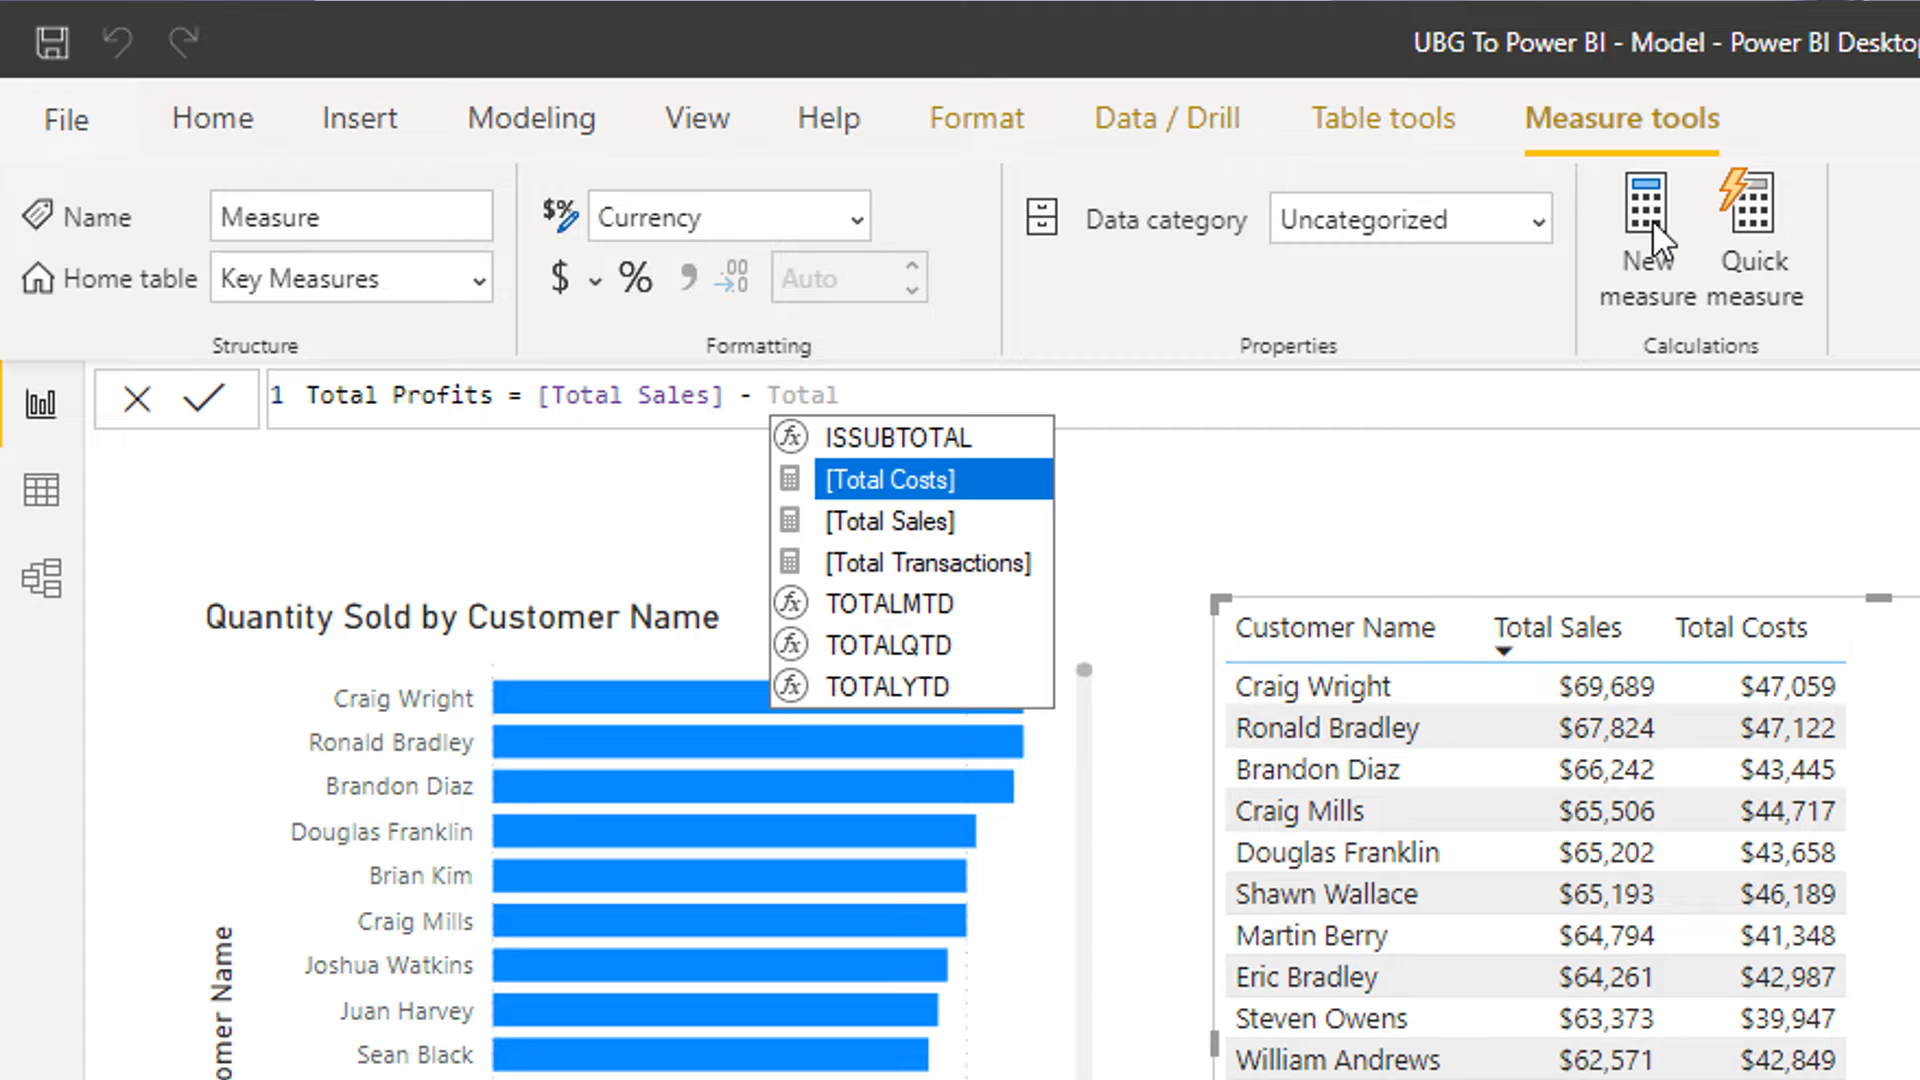 UBG To Power BI - Model - Power BI Deskto
File Home Insert Modeling View Help Format Data / Drill Table tools Measure tools
Name Measure
Home table Key Measures
Structure
$% Currency
$ % 9 .00 →.0 Auto
Formatting
Data category Uncategorized
Properties
New measure
Quick measure
Calculations
1 Total Profits = [Total Sales] - Total
fx ISSUBTOTAL
[Total Costs]
[Total Sales]
[Total Transactions]
fx TOTALMTD
fx TOTALQTD
fx TOTALYTD
Quantity Sold by Customer Name
omer Name
Craig Wright
Ronald Bradley
Brandon Diaz
Douglas Franklin
Brian Kim
Craig Mills
Joshua Watkins
Juan Harvey
Sean Black
Customer Name Total Sales Total Costs
Craig Wright $69,689 $47,059
Ronald Bradley $67,824 $47,122
Brandon Diaz $66,242 $43,445
Craig Mills $65,506 $44,717
Douglas Franklin $65,202 $43,658
Shawn Wallace $65,193 $46,189
Martin Berry $64,794 $41,348
Eric Bradley $64,261 $42,987
Steven Owens $63,373 $39,947
William Andrews $62,571 $42,849